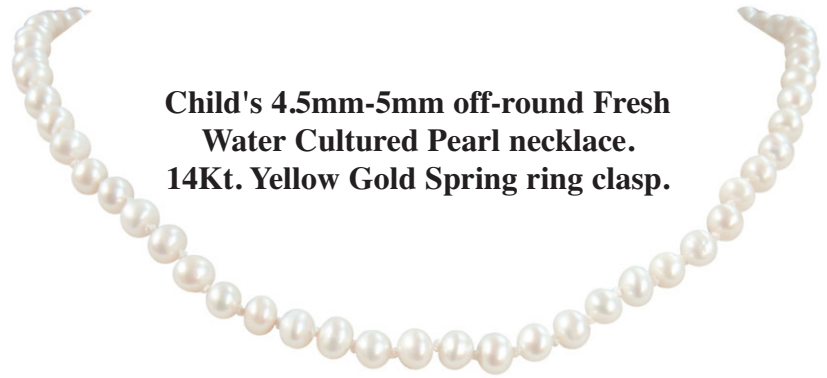 Child's 4.5mm-5mm off-round Fresh
Water Cultured Pearl necklace.
14Kt. Yellow Gold Spring ring clasp.